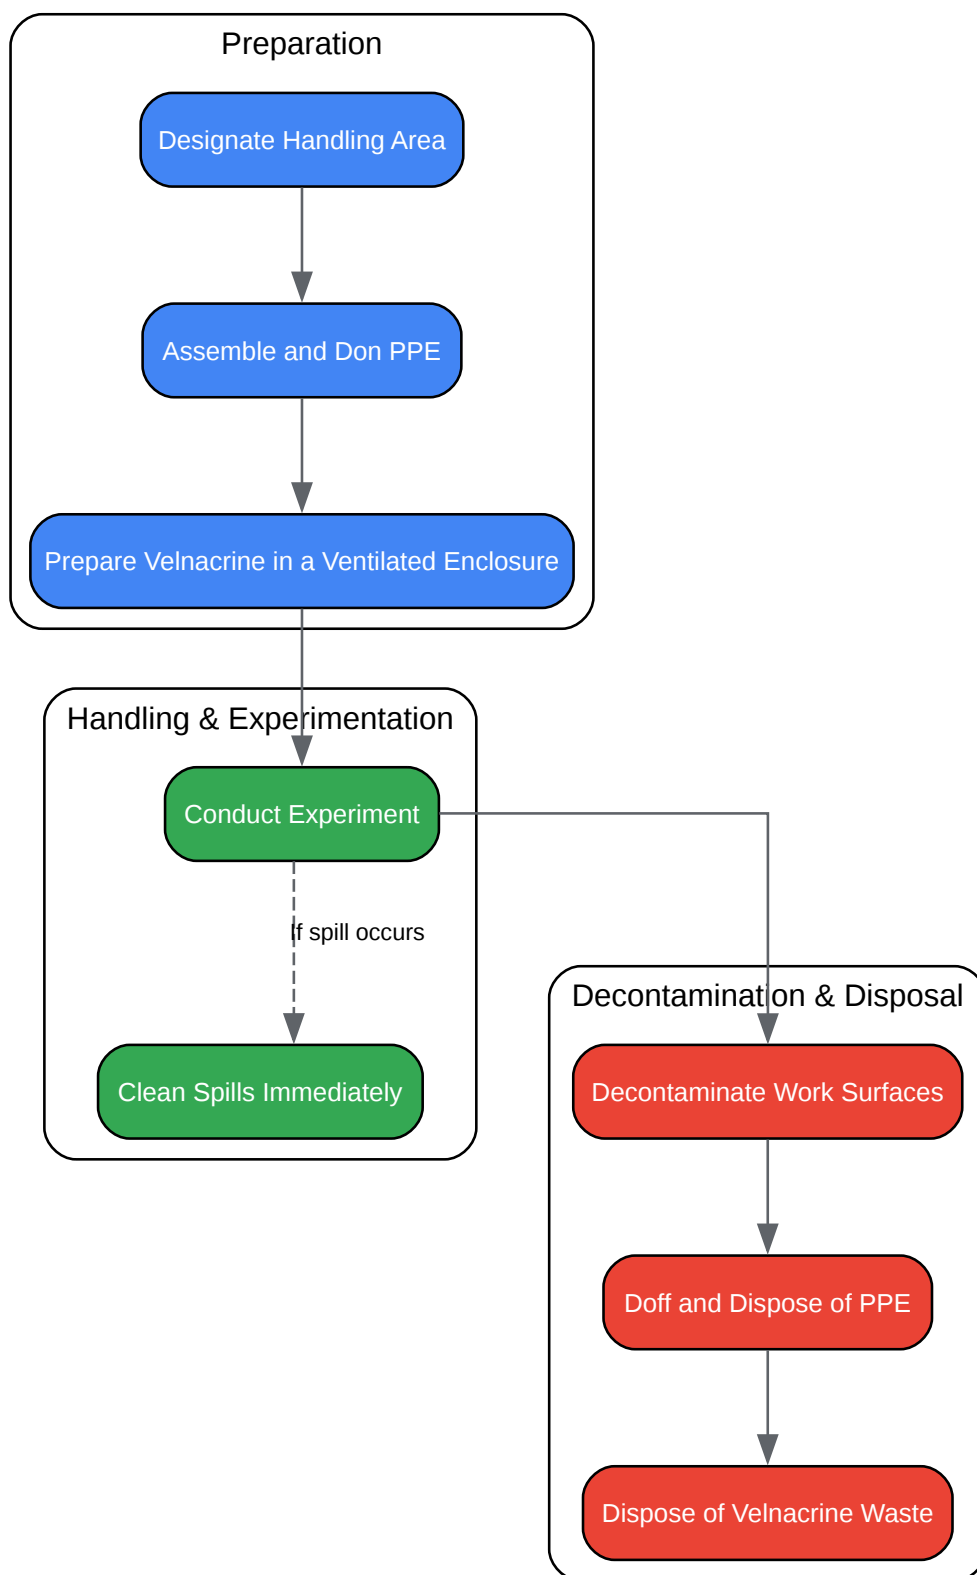 Preparation
Designate Handling Area
Assemble and Don PPE
Prepare Velnacrine in a Ventilated Enclosure
Handling & Experimentation
Conduct Experiment
If spill occurs
Clean Spills Immediately
Decontamination & Disposal
Decontaminate Work Surfaces
Doff and Dispose of PPE
Dispose of Velnacrine Waste